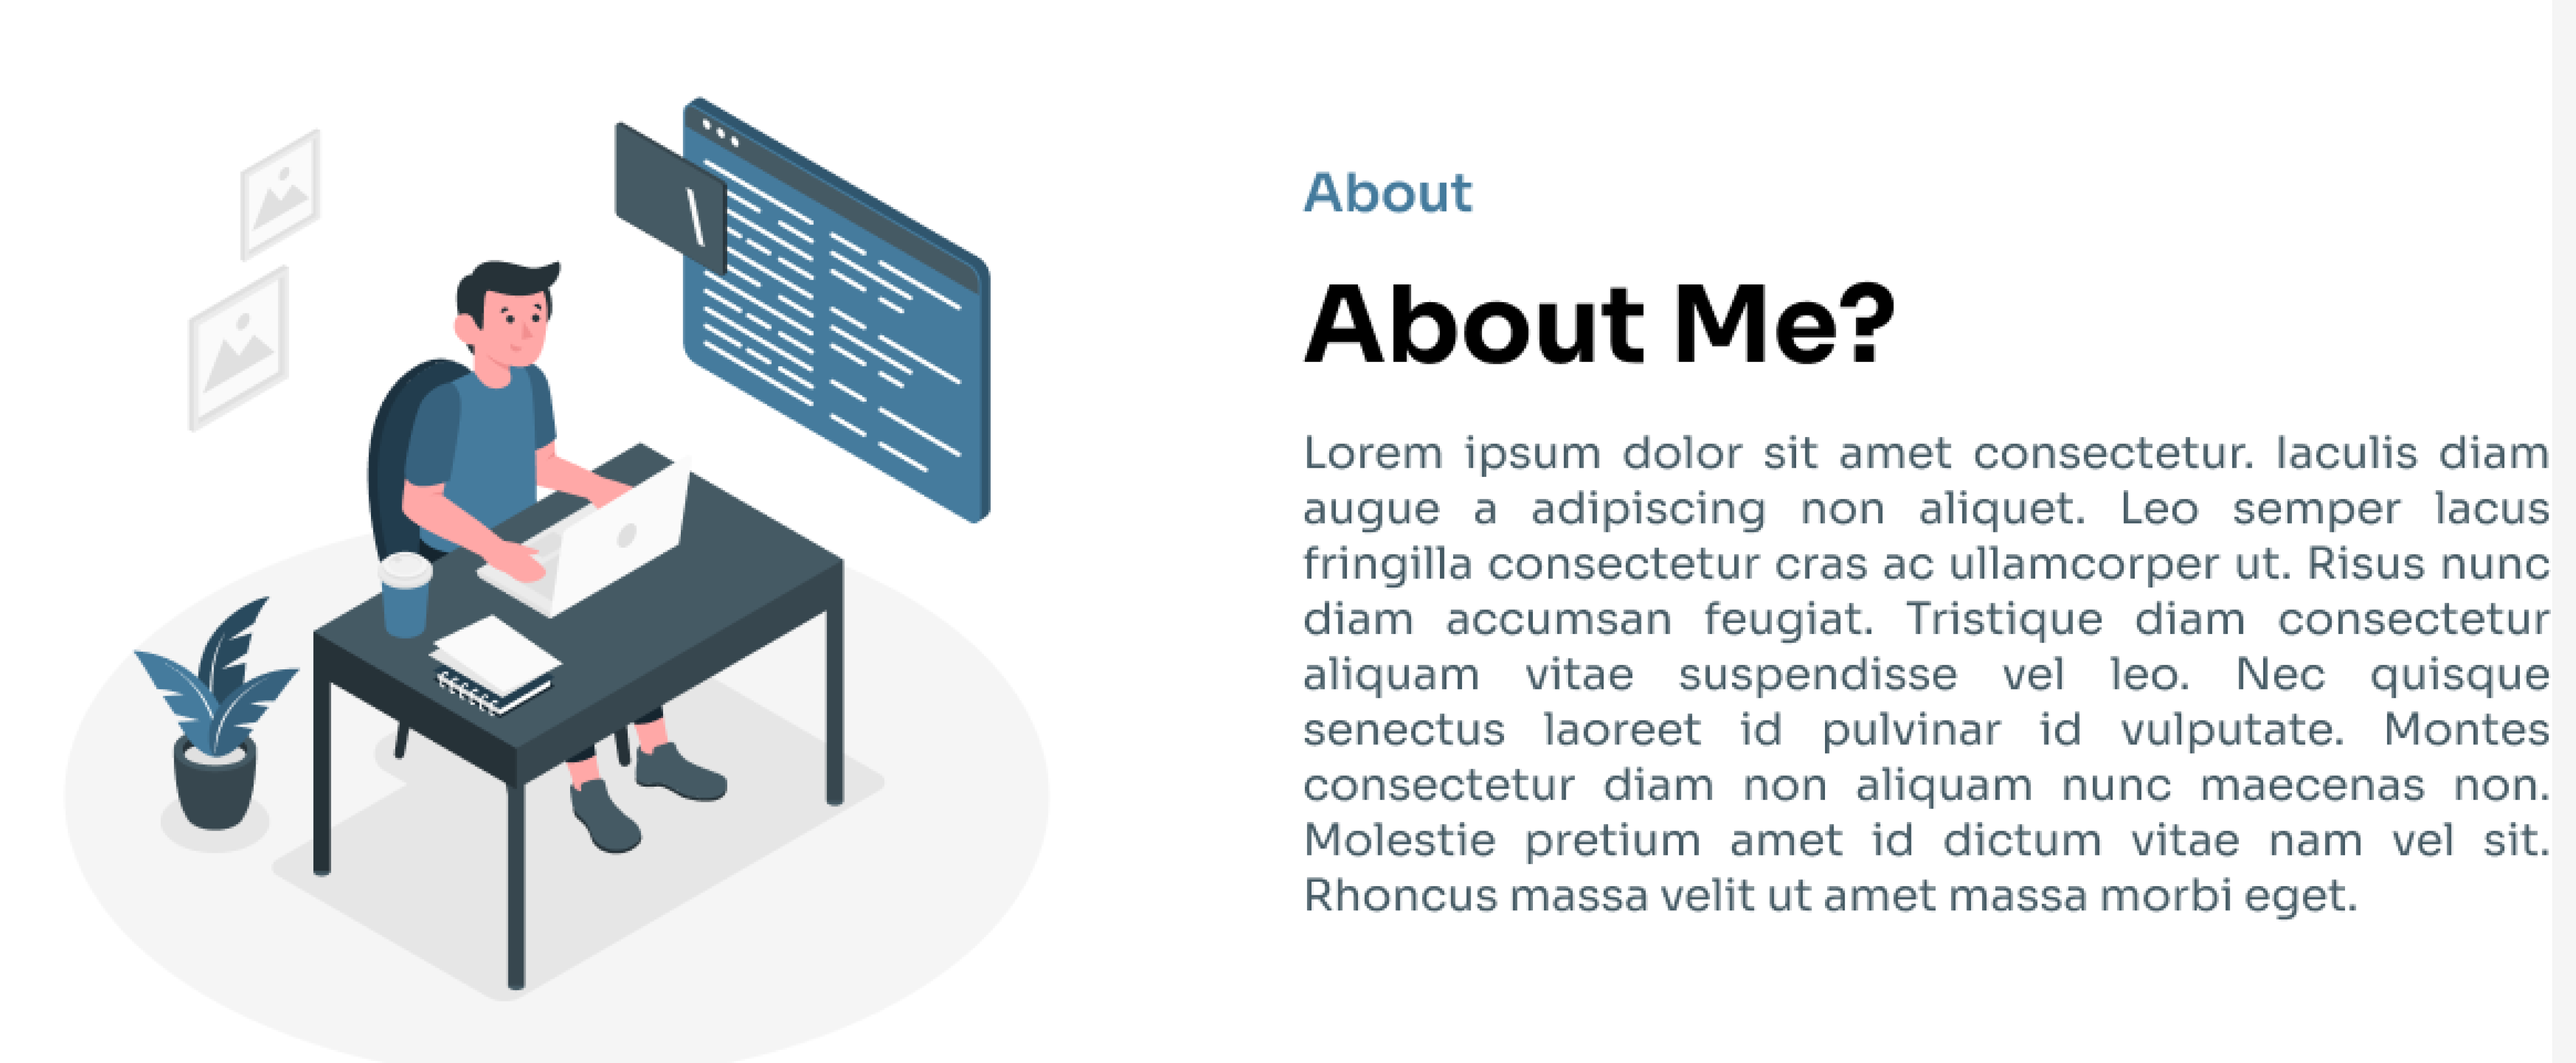 About
About Me?
Lorem ipsum dolor sit amet consectetur. Iaculis diam
augue a adipiscing non aliquet. Leo semper lacus
fringilla consectetur cras ac ullamcorper ut. Risus nunc
diam accumsan feugiat. Tristique diam consectetur
aliquam vitae suspendisse vel leo. Nec quisque
senectus laoreet id pulvinar id vulputate. Montes
consectetur diam non aliquam nunc maecenas non.
Molestie pretium amet id dictum vitae nam vel sit.
Rhoncus massa velit ut amet massa morbi eget.